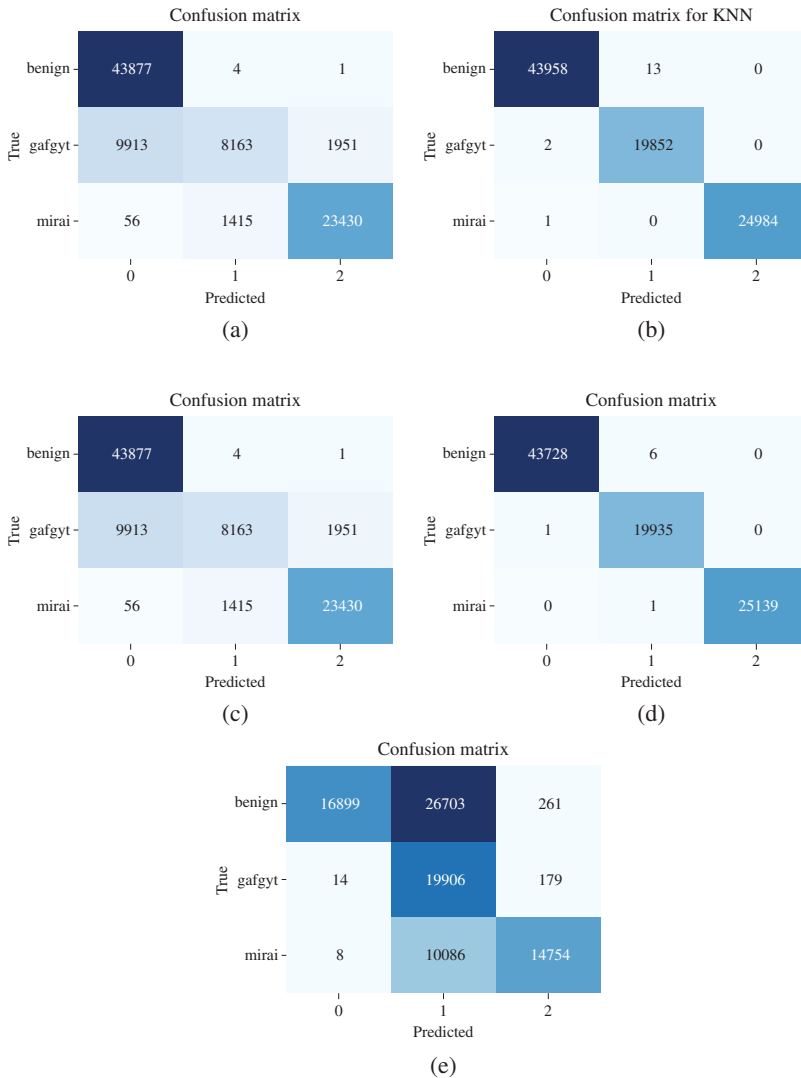 Confusion matrix
True
benign 43877 4 1
gafgyt 9913 8163 1951
mirai 56 1415 23430
0 1 2
Predicted
(a)
Confusion matrix for KNN
True
benign 43958 13 0
gafgyt 2 19852 0
mirai 1 0 24984
0 1 2
Predicted
(b)
Confusion matrix
True
benign 43877 4 1
gafgyt 9913 8163 1951
mirai 56 1415 23430
0 1 2
Predicted
(c)
Confusion matrix
True
benign 43728 6 0
gafgyt 1 19935 0
mirai 0 1 25139
0 1 2
Predicted
(d)
Confusion matrix
True
benign 16899 26703 261
gafgyt 14 19906 179
mirai 8 10086 14754
0 1 2
Predicted
(e)